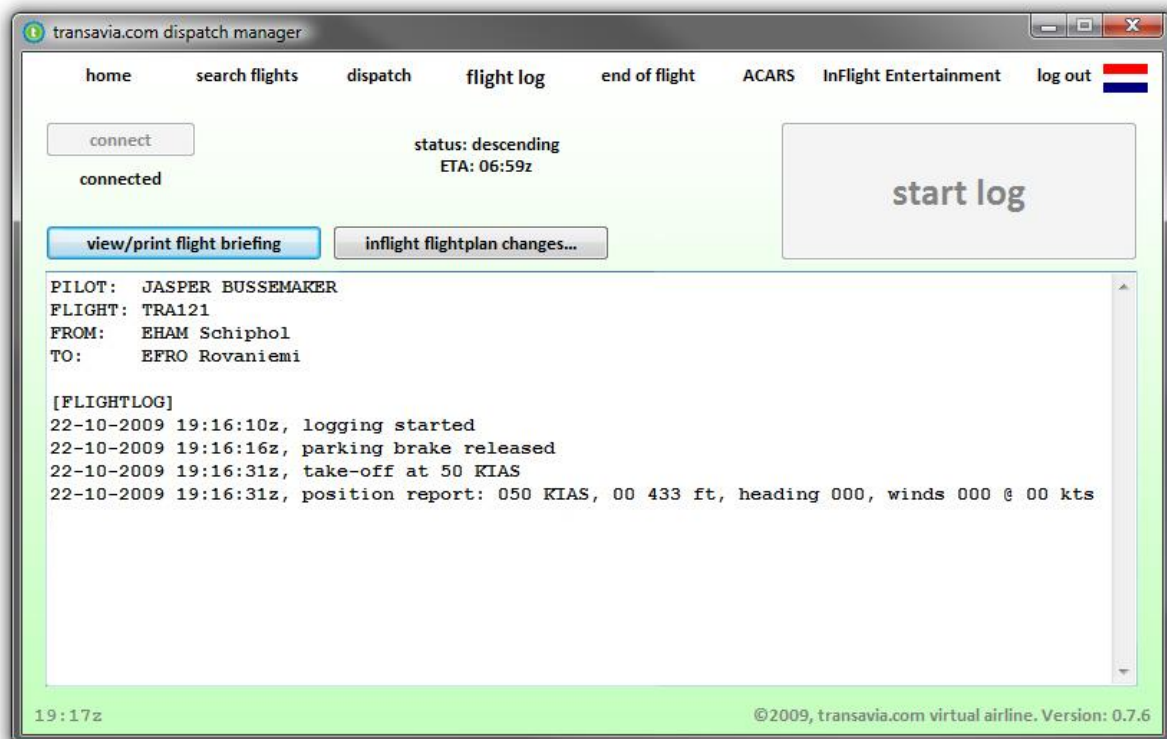 transavia.com dispatch manager
home search flights dispatch flight log end of flight ACARS InFlight Entertainment log out
connect
connected
status: descending
ETA: 06:59z
start log
view/print flight briefing inflight flightplan changes...
PILOT: JASPER BUSSEMAKER
FLIGHT: TRA121
FROM: EHAM Schiphol
TO: EFRO Rovaniemi
[FLIGHTLOG]
22-10-2009 19:16:10z, logging started
22-10-2009 19:16:16z, parking brake released
22-10-2009 19:16:31z, take-off at 50 KIAS
22-10-2009 19:16:31z, position report: 050 KIAS, 00 433 ft, heading 000, winds 000 @ 00 kts
19:17z ©2009, transavia.com virtual airline. Version: 0.7.6